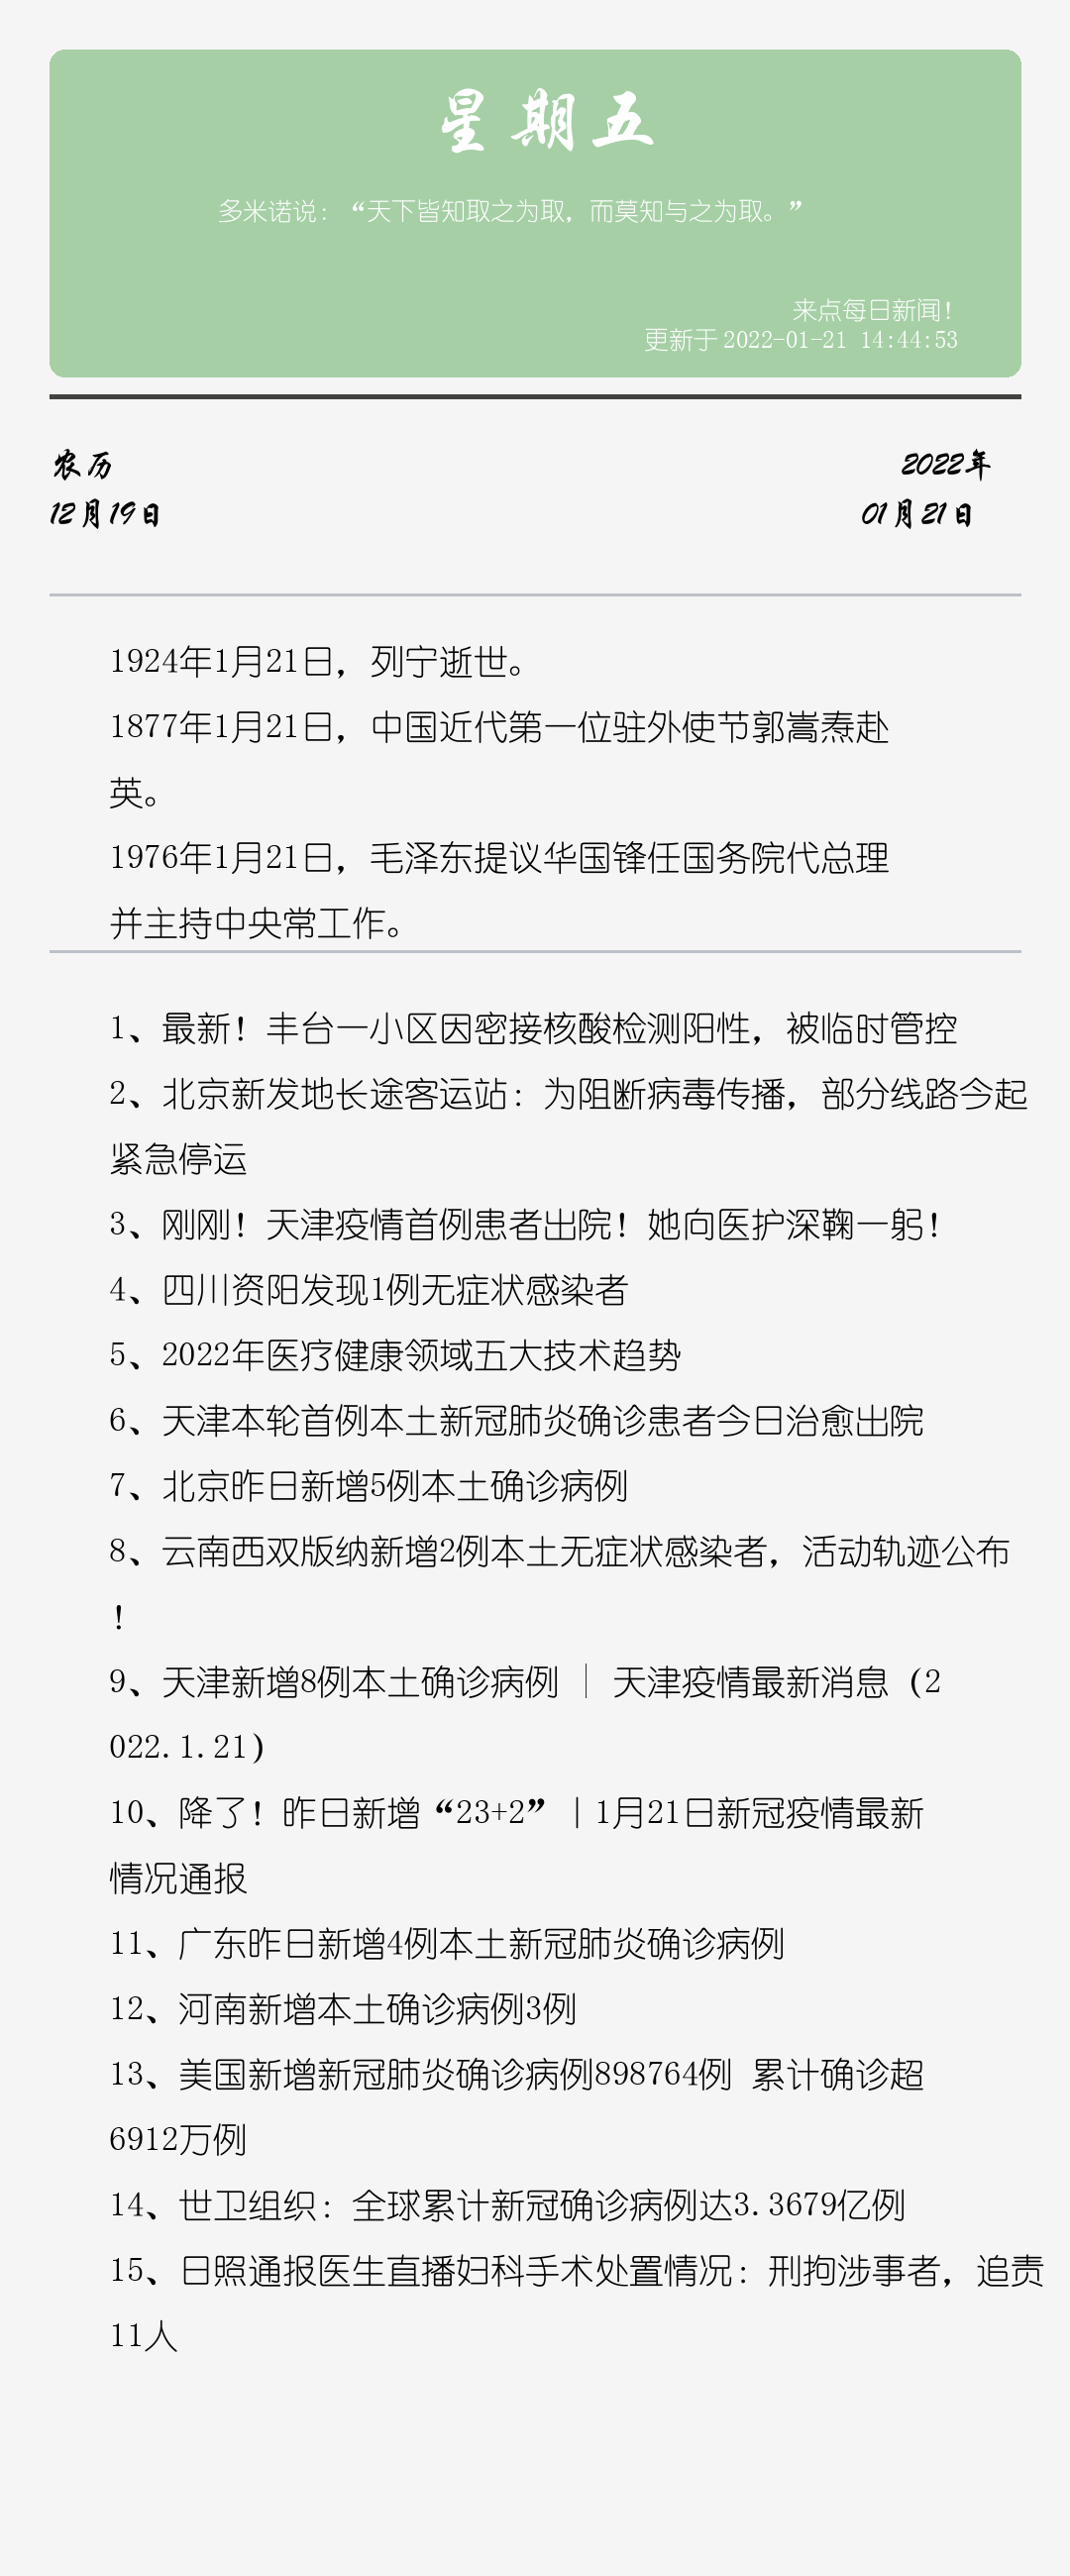 星期五
多米诺说：“天下皆知取之为取，而莫知与之为取。”
来点每日新闻！
更新于 2022-01-21 14:44:53
农历
2022年
12月19日
01月21日
1924年1月21日，列宁逝世。
1877年1月21日，中国近代第一位驻外使节郭嵩焘赴
英。
1976年1月21日，毛泽东提议华国锋任国务院代总理
并主持中央常工作。
1、最新！丰台一小区因密接核酸检测阳性，被临时管控
2、北京新发地长途客运站：为阻断病毒传播，部分线路今起
紧急停运
3、刚刚！天津疫情首例患者出院！她向医护深鞠一躬！
4、四川资阳发现1例无症状感染者
5、2022年医疗健康领域五大技术趋势
6、天津本轮首例本土新冠肺炎确诊患者今日治愈出院
7、北京昨日新增5例本土确诊病例
8、云南西双版纳新增2例本土无症状感染者，活动轨迹公布
！
9、天津新增8例本土确诊病例 │ 天津疫情最新消息（2
022.1.21）
10、降了！昨日新增“23+2”｜1月21日新冠疫情最新
情况通报
11、广东昨日新增4例本土新冠肺炎确诊病例
12、河南新增本土确诊病例3例
13、美国新增新冠肺炎确诊病例898764例 累计确诊超
6912万例
14、世卫组织：全球累计新冠确诊病例达3.3679亿例
15、日照通报医生直播妇科手术处置情况：刑拘涉事者，追责
11人